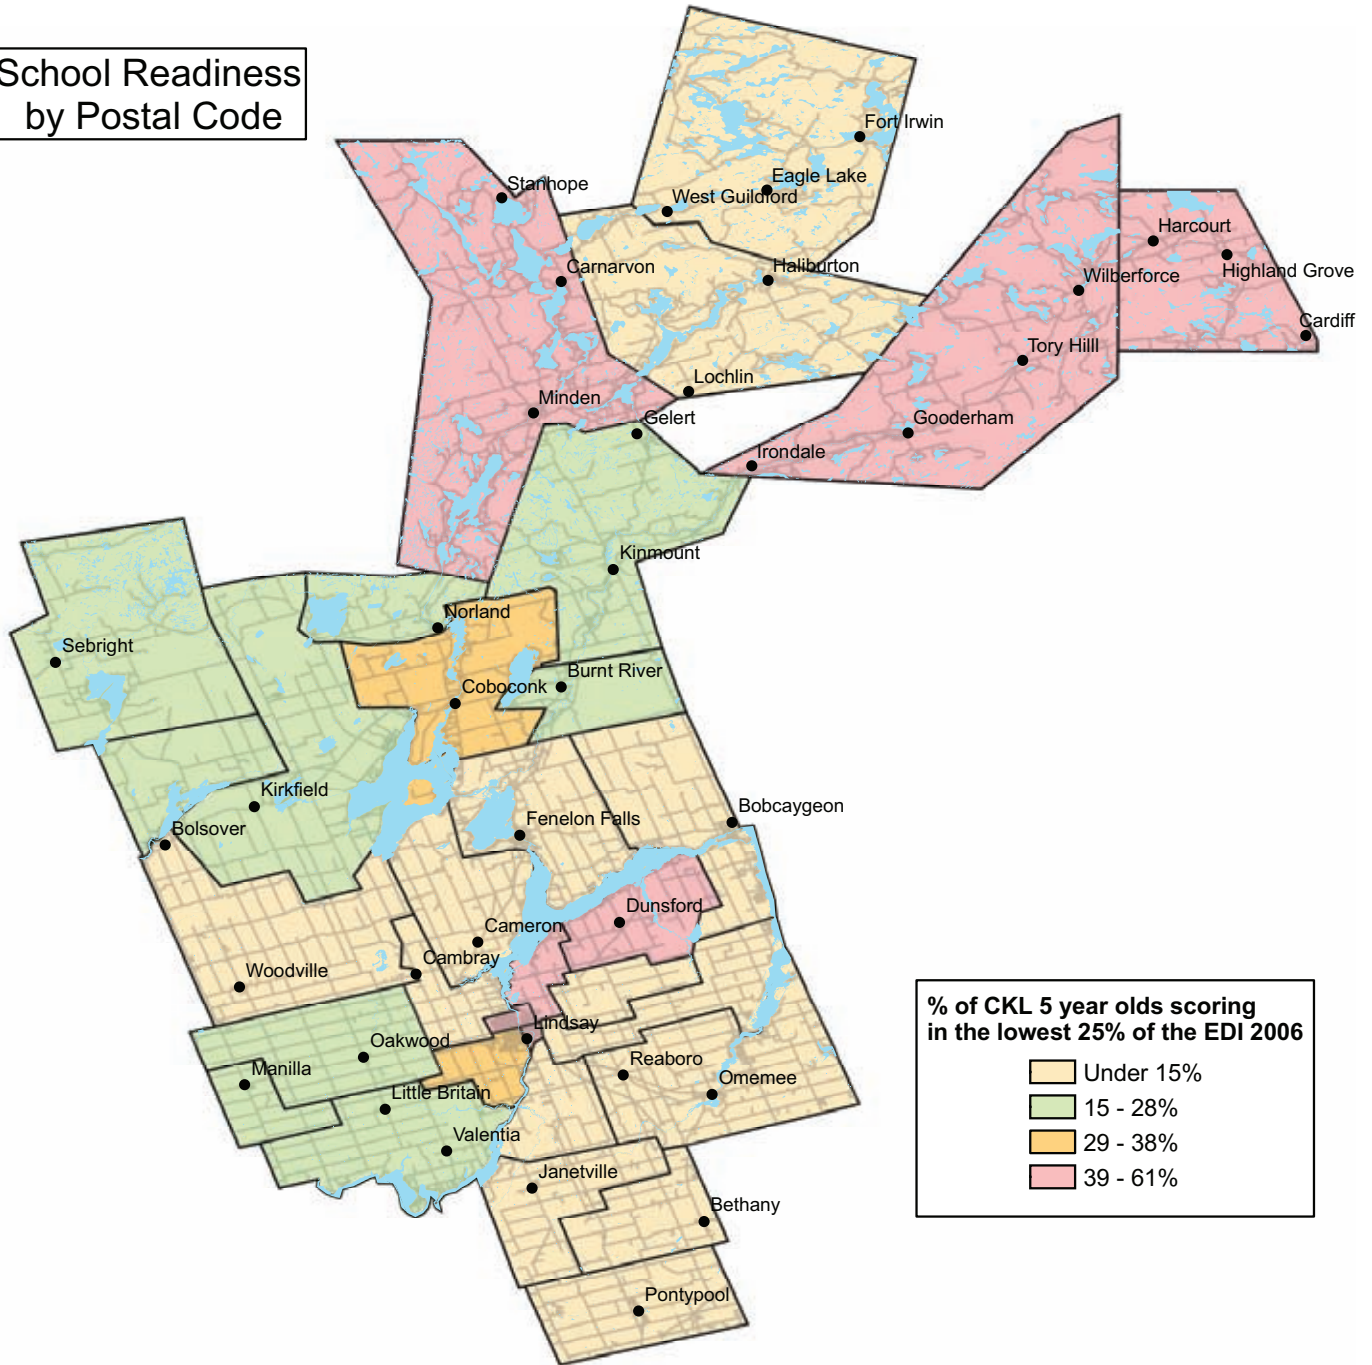 School Readiness
by Postal Code
Fort Irwin
Eagle Lake
Stanhope
West Guildford
Harcourt
Highland Grove
Carnarvon
Haliburton
Wilberforce
Cardiff
Tory Hilll
Lochlin
Minden
Gelert
Gooderham
Irondale
Kinmount
Norland
Sebright
Burnt River
Coboconk
Kirkfield
Bobcaygeon
Fenelon Falls
Bolsover
Dunsford
Cameron
Cambray
Woodville
Lindsay
Oakwood
Reaboro
Manilla
Omemee
Little Britain
Valentia
Janetville
Bethany
Pontypool
% of CKL 5 year olds scoring
in the lowest 25% of the EDI 2006
Under 15%
15 - 28%
29 - 38%
39 - 61%